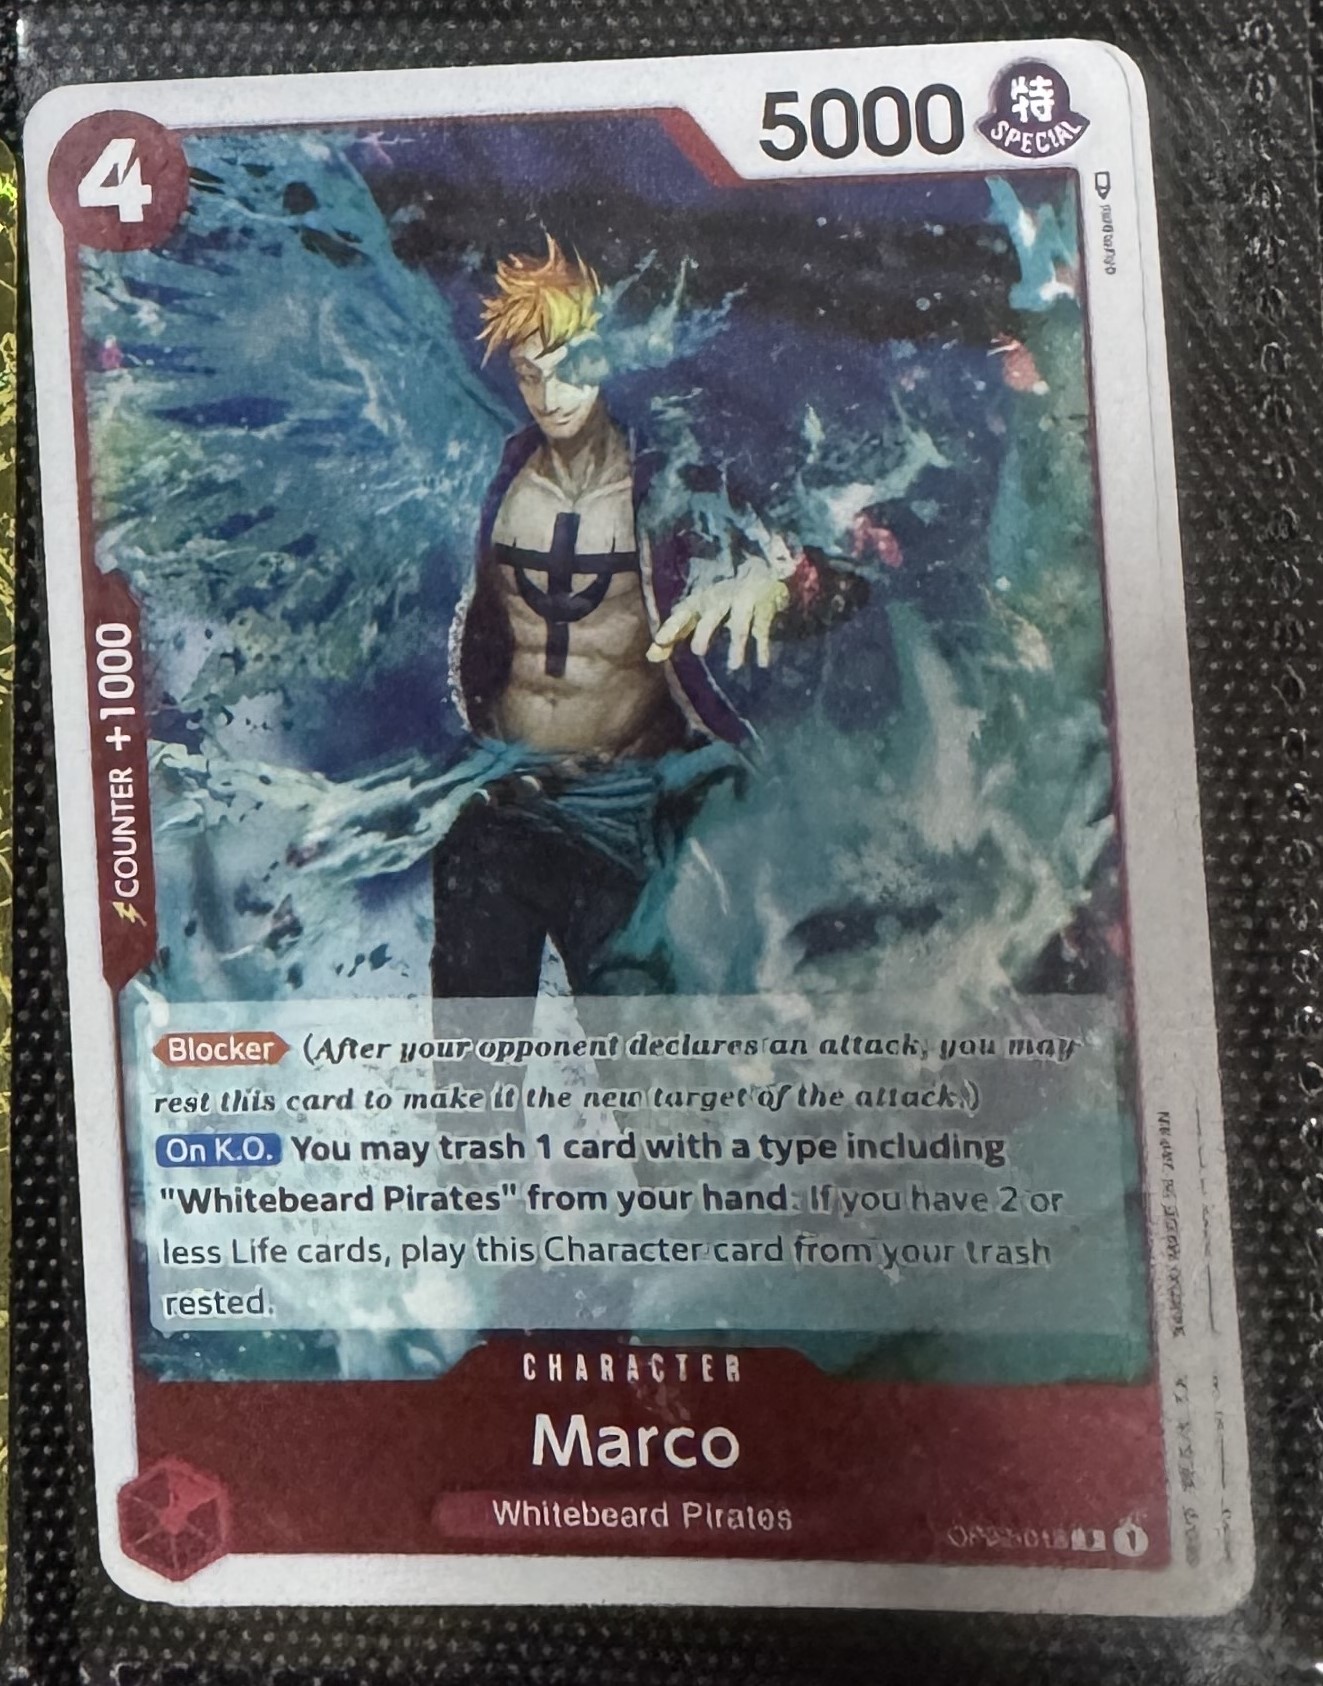 4
5000
特
SPECIAL
COUNTER +1000
Blocker (After your opponent declares an attack, you may
rest this card to make it the new target of the attack.)
On K.O. You may trash 1 card with a type including
"Whitebeard Pirates" from your hand: If you have 2 or
less Life cards, play this Character card from your trash
rested.
CHARACTER
Marco
Whitebeard Pirates
1